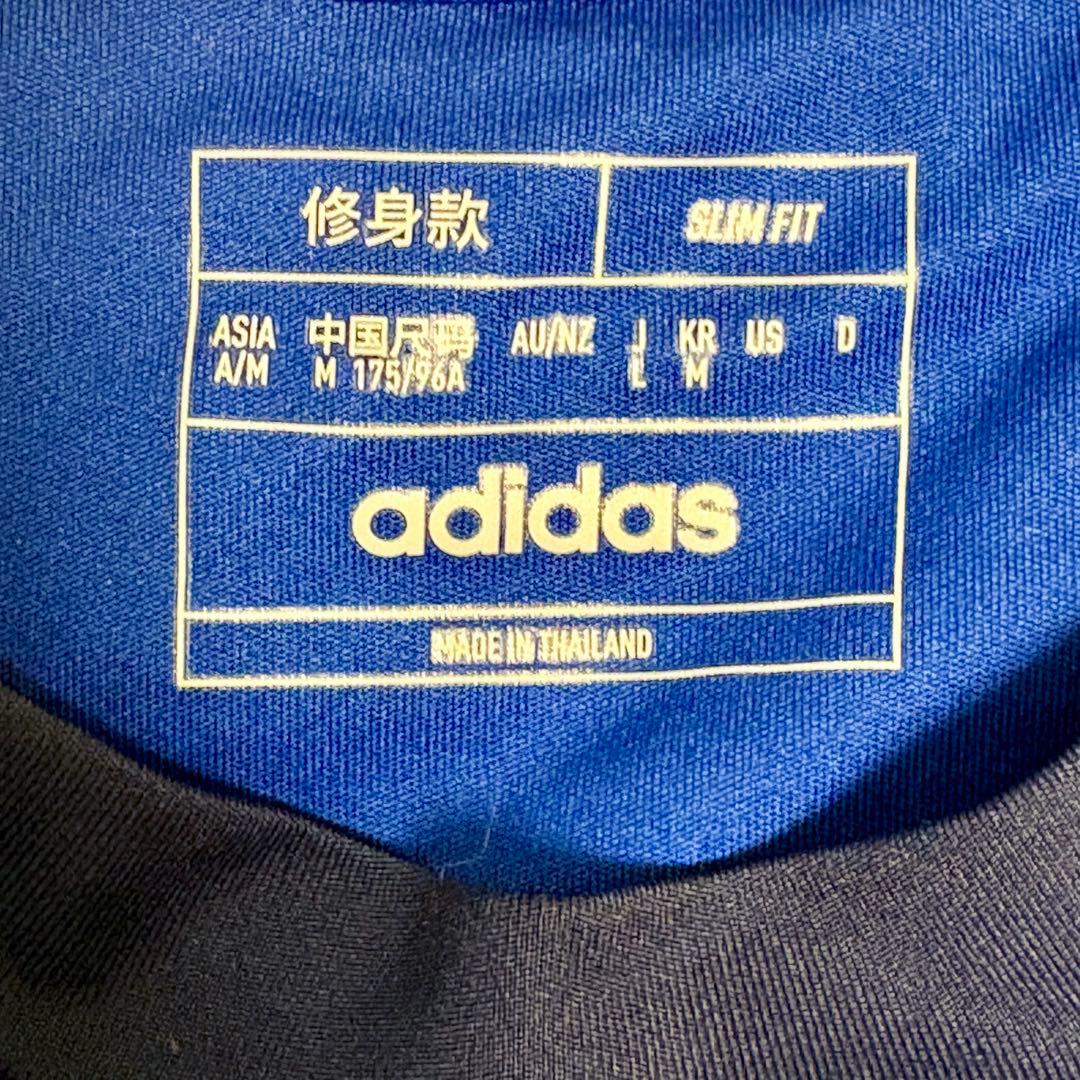 修身款 SLIM FIT
ASIA 中国尺码 AU/NZ J KR US D
A/M M 175/96A L M
adidas
MADE IN THAILAND